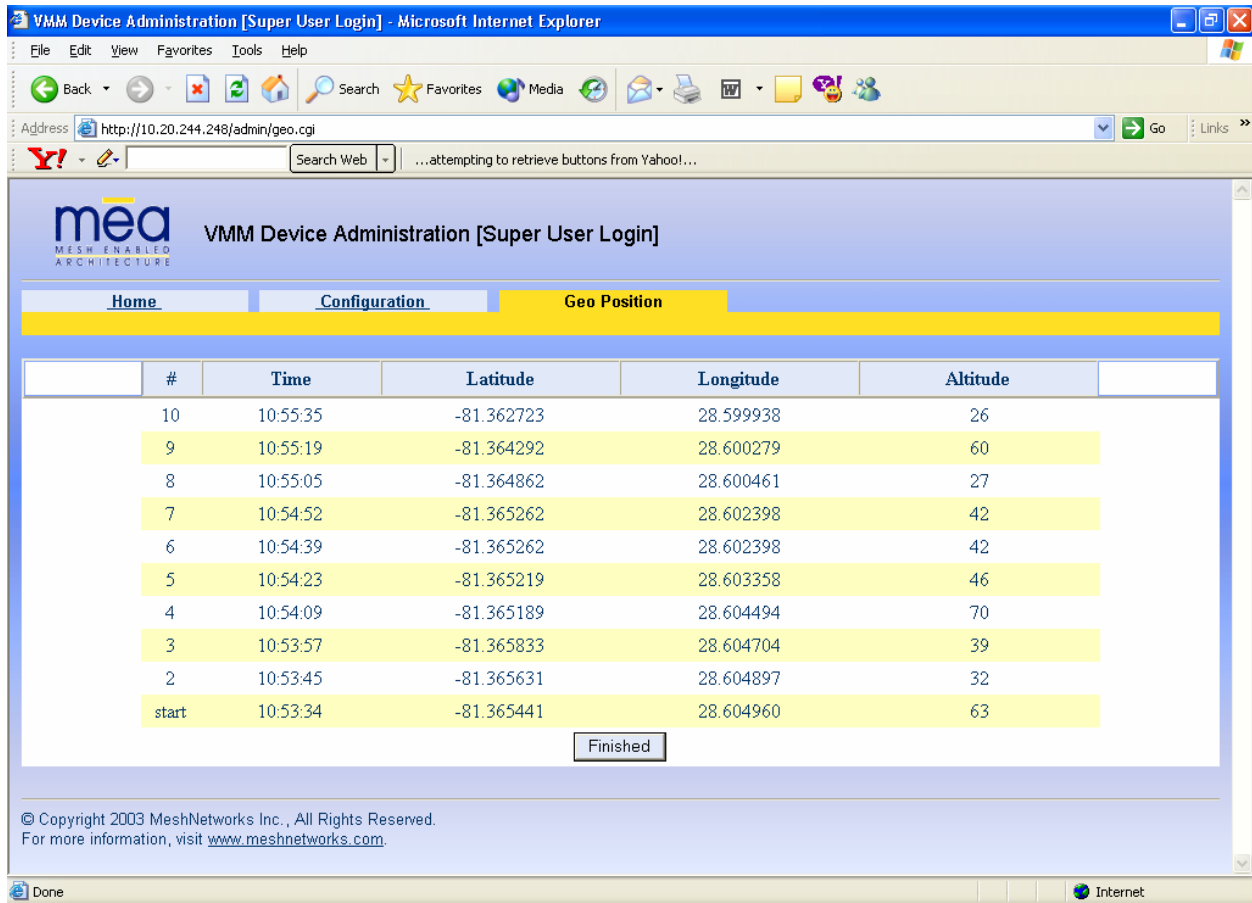 VMM Device Administration [Super User Login] - Microsoft Internet Explorer
File Edit View Favorites Tools Help
Back Search Favorites Media
Address http://10.20.244.248/admin/geo.cgi Go Links »
Y! Search Web ...attempting to retrieve buttons from Yahoo!...
mēa
MESH ENABLED
ARCHITECTURE
VMM Device Administration [Super User Login]
Home Configuration Geo Position
# Time Latitude Longitude Altitude
10 10:55:35 -81.362723 28.599938 26
9 10:55:19 -81.364292 28.600279 60
8 10:55:05 -81.364862 28.600461 27
7 10:54:52 -81.365262 28.602398 42
6 10:54:39 -81.365262 28.602398 42
5 10:54:23 -81.365219 28.603358 46
4 10:54:09 -81.365189 28.604494 70
3 10:53:57 -81.365833 28.604704 39
2 10:53:45 -81.365631 28.604897 32
start 10:53:34 -81.365441 28.604960 63
Finished
© Copyright 2003 MeshNetworks Inc., All Rights Reserved.
For more information, visit www.meshnetworks.com.
Done Internet